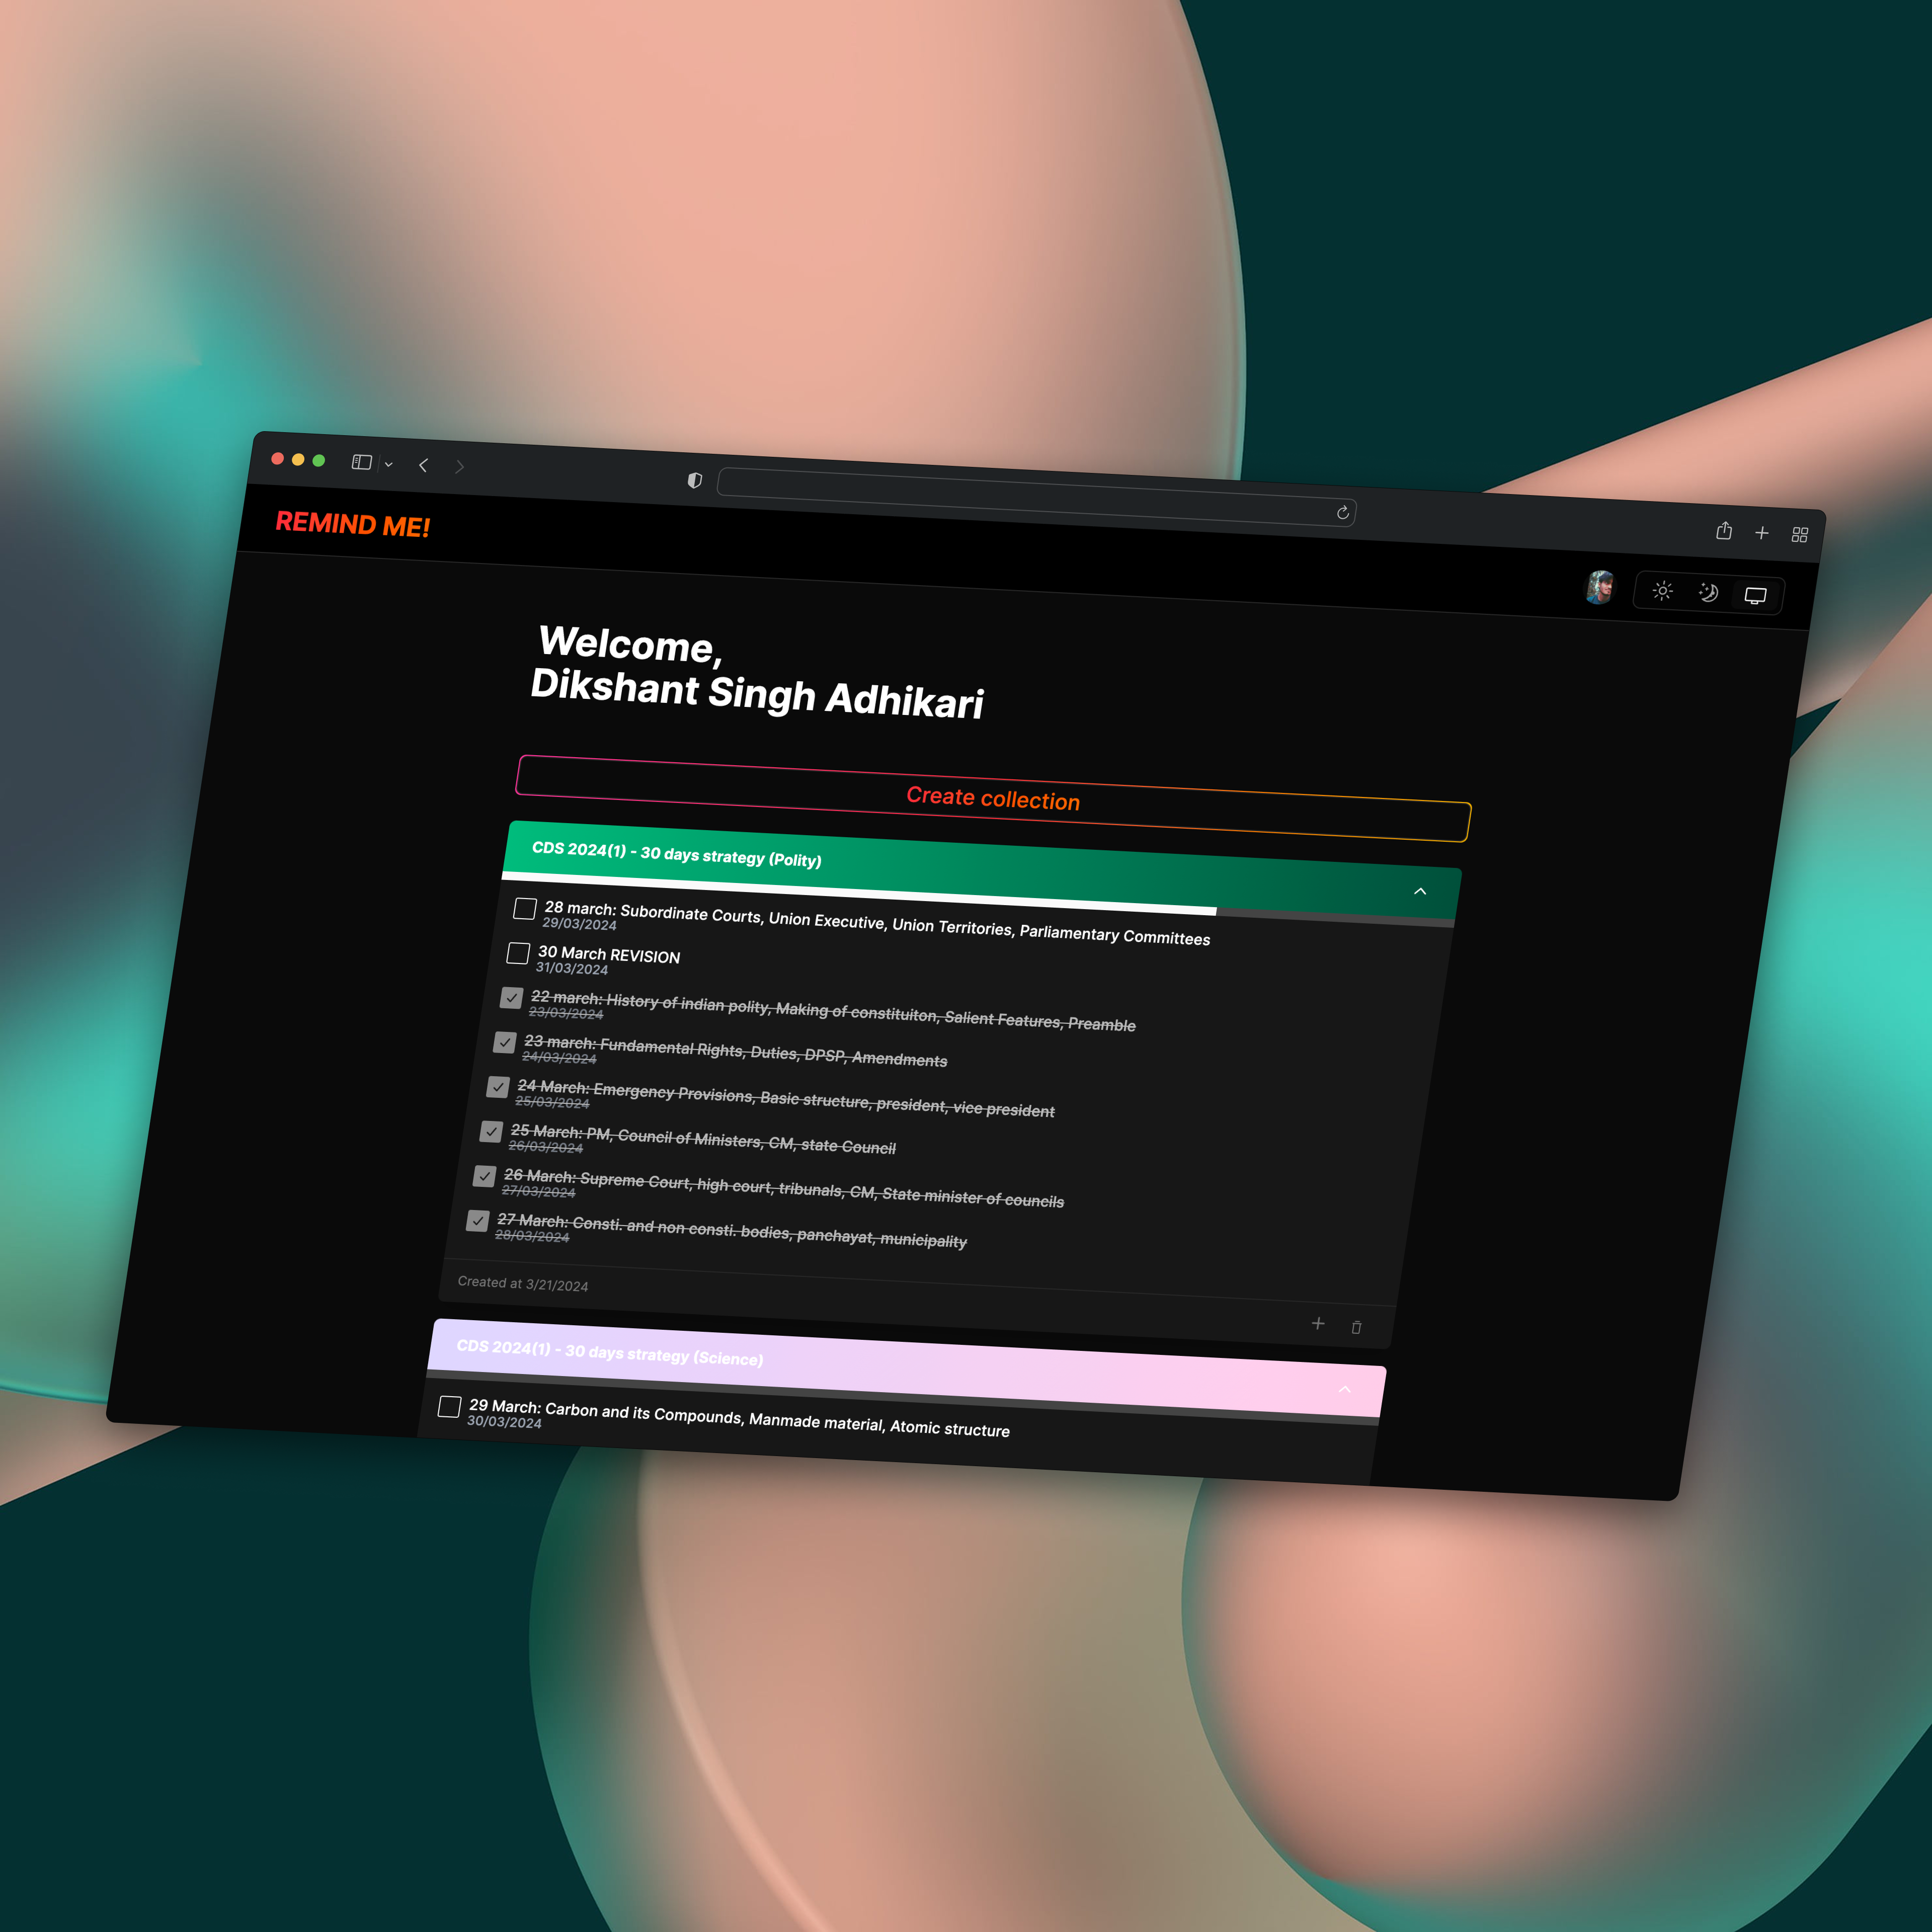 REMIND ME!
Welcome,
Dikshant Singh Adhikari
Create collection
CDS 2024(1) - 30 days strategy (Polity)
28 march: Subordinate Courts, Union Executive, Union Territories, Parliamentary Committees
29/03/2024
30 March REVISION
31/03/2024
22 march: History of indian polity, Making of constituiton, Salient Features, Preamble
23/03/2024
23 march: Fundamental Rights, Duties, DPSP, Amendments
24/03/2024
24 March: Emergency Provisions, Basic structure, president, vice president
25/03/2024
25 March: PM, Council of Ministers, CM, state Council
26/03/2024
26 March: Supreme Court, high court, tribunals, CM, State minister of councils
27/03/2024
27 March: Consti. and non consti. bodies, panchayat, municipality
28/03/2024
Created at 3/21/2024
CDS 2024(1) - 30 days strategy (Science)
29 March: Carbon and its Compounds, Manmade material, Atomic structure
30/03/2024